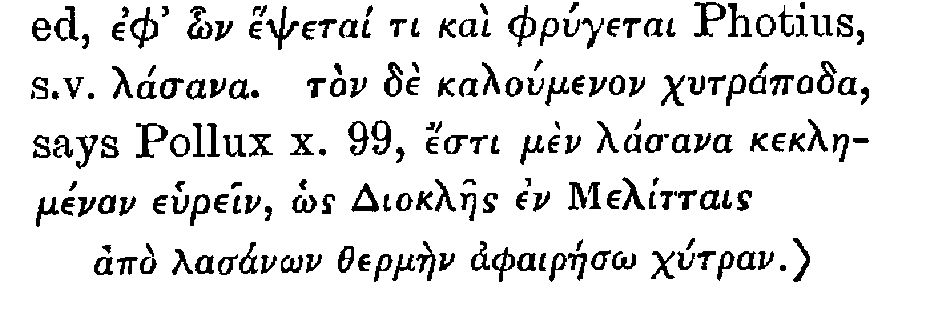 ed, ἐφ’ ὧν ἕψεταί τι καὶ φρύγεται Photius,
s.v. λάσανα. τὸν δὲ καλούμενον χυτράποδα,
says Pollux x. 99, ἔστι μὲν λάσανα κεκλη-
μένον εὑρεῖν, ὡς Διοκλῆς ἐν Μελίτταις
ἀπὸ λασάνων θερμὴν ἀφαιρήσω χύτραν.⟩